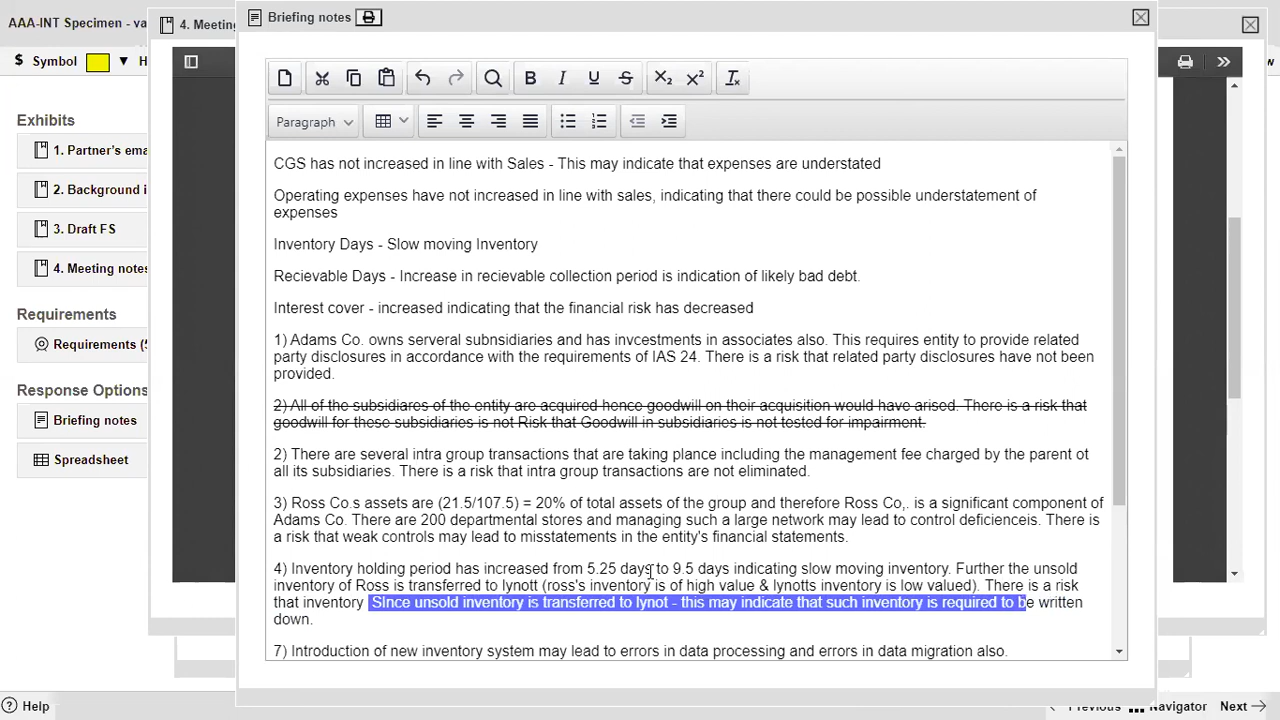 AAA-INT Specimen - va
4. Meeting
Briefing notes
Symbol
H
Exhibits
1. Partner's ema
2. Background i
3. Draft FS
4. Meeting notes
Requirements
Requirements (5
Response Options
Briefing notes
Spreadsheet
Paragraph
CGS has not increased in line with Sales - This may indicate that expenses are understated
Operating expenses have not increased in line with sales, indicating that there could be possible understatement of
expenses
Inventory Days - Slow moving Inventory
Recievable Days - Increase in recievable collection period is indication of likely bad debt.
Interest cover - increased indicating that the financial risk has decreased
1) Adams Co. owns serveral subnsidiaries and has invcestments in associates also. This requires entity to provide related
party disclosures in accordance with the requirements of IAS 24. There is a risk that related party disclosures have not been
provided.
2) All of the subsidiares of the entity are acquired hence goodwill on their acquisition would have arised. There is a risk that
goodwill for these subsidiaries is not Risk that Goodwill in subsidiaries is not tested for impairment.
2) There are several intra group transactions that are taking plance including the management fee charged by the parent ot
all its subsidiaries. There is a risk that intra group transactions are not eliminated.
3) Ross Co.s assets are (21.5/107.5) = 20% of total assets of the group and therefore Ross Co,. is a significant component of
Adams Co. There are 200 departmental stores and managing such a large network may lead to control deficienceis. There is
a risk that weak controls may lead to misstatements in the entity's financial statements.
4) Inventory holding period has increased from 5.25 days to 9.5 days indicating slow moving inventory. Further the unsold
inventory of Ross is transferred to lynott (ross's inventory is of high value & lynotts inventory is low valued). There is a risk
that inventory SInce unsold inventory is transferred to lynot - this may indicate that such inventory is required to be written
down.
7) Introduction of new inventory system may lead to errors in data processing and errors in data migration also.
Help
Previous
Navigator
Next